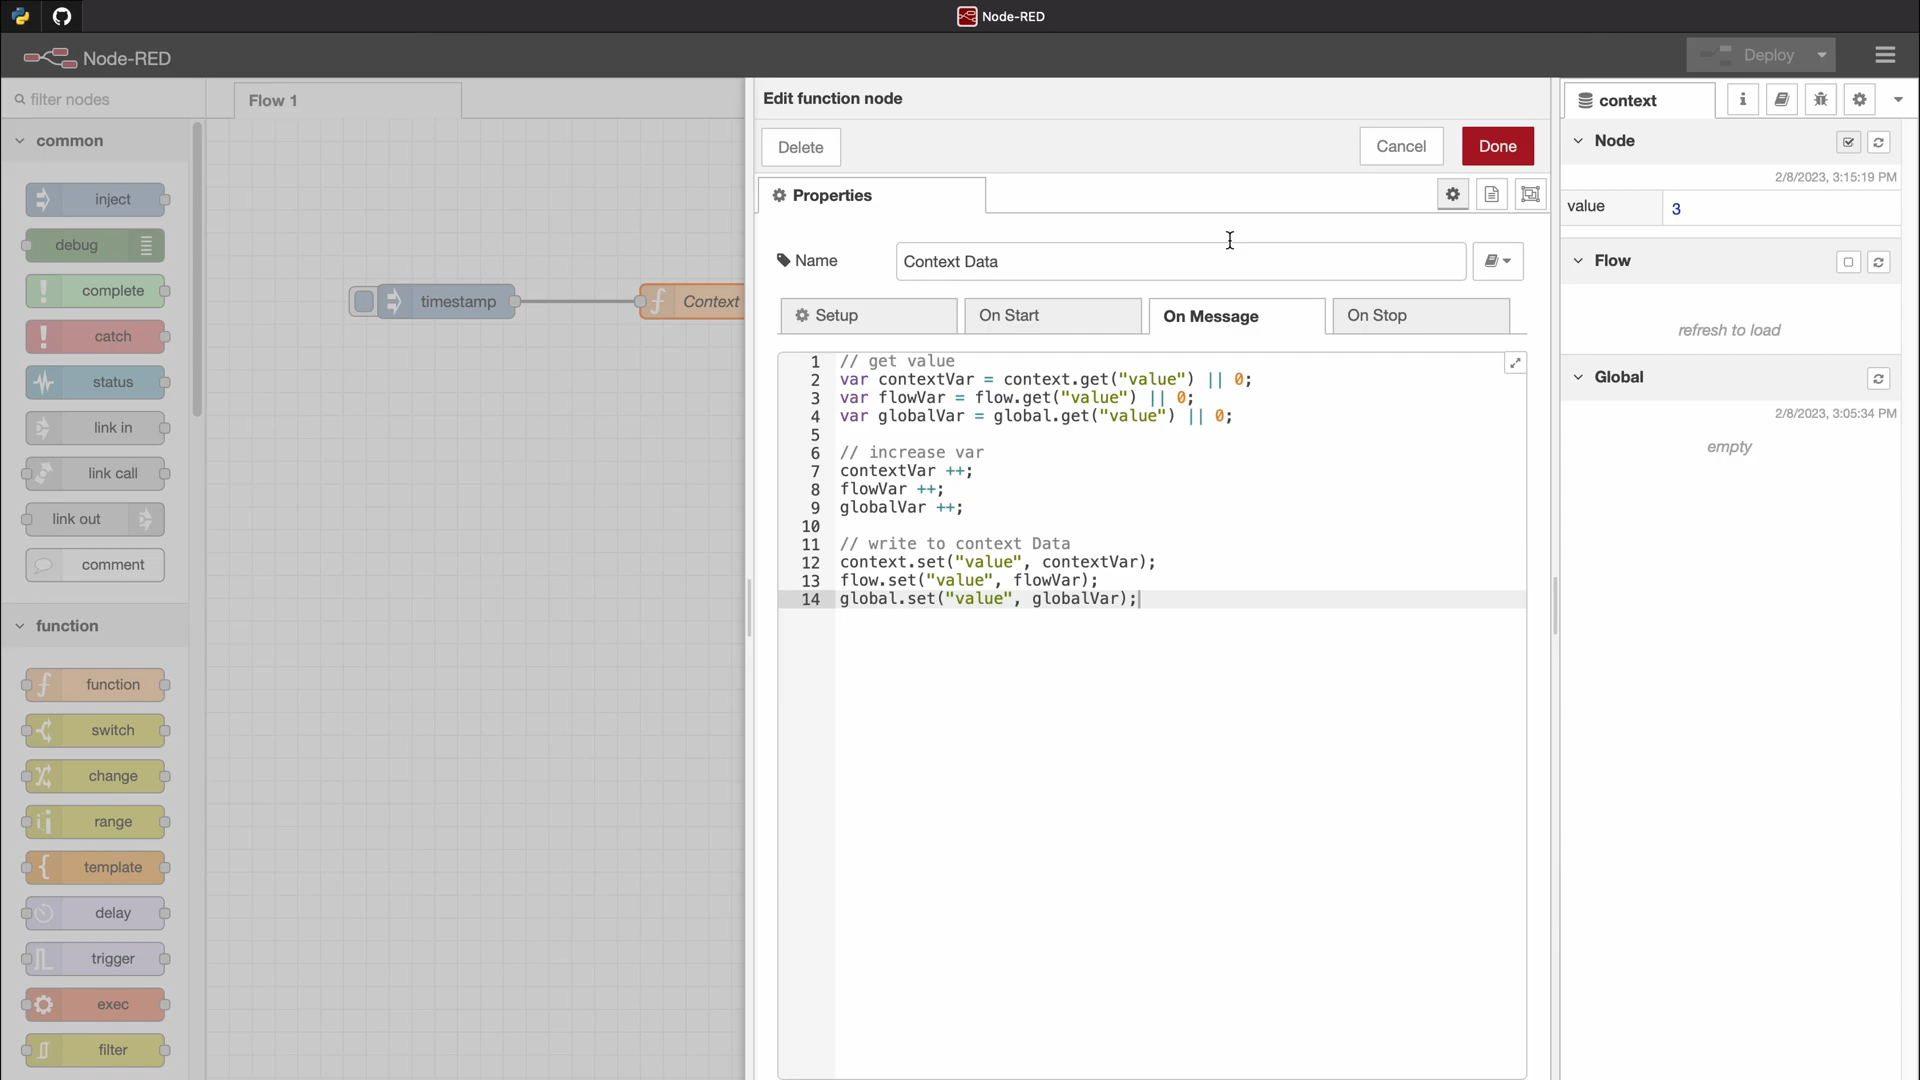 Node-RED
Node-RED
Deploy
filter nodes
Flow 1
common
inject
debug
complete
catch
status
link in
link call
link out
comment
function
function
switch
change
range
template
delay
trigger
exec
filter
timestamp
Context
Edit function node
Delete
Cancel
Done
Properties
Name
Context Data
Setup
On Start
On Message
On Stop
1 // get value
2 var contextVar = context.get("value") || 0;
3 var flowVar = flow.get("value") || 0;
4 var globalVar = global.get("value") || 0;
5
6 // increase var
7 contextVar ++;
8 flowVar ++;
9 globalVar ++;
10
11 // write to context Data
12 context.set("value", contextVar);
13 flow.set("value", flowVar);
14 global.set("value", globalVar);
context
Node
2/8/2023, 3:15:19 PM
value 3
Flow
refresh to load
Global
2/8/2023, 3:05:34 PM
empty